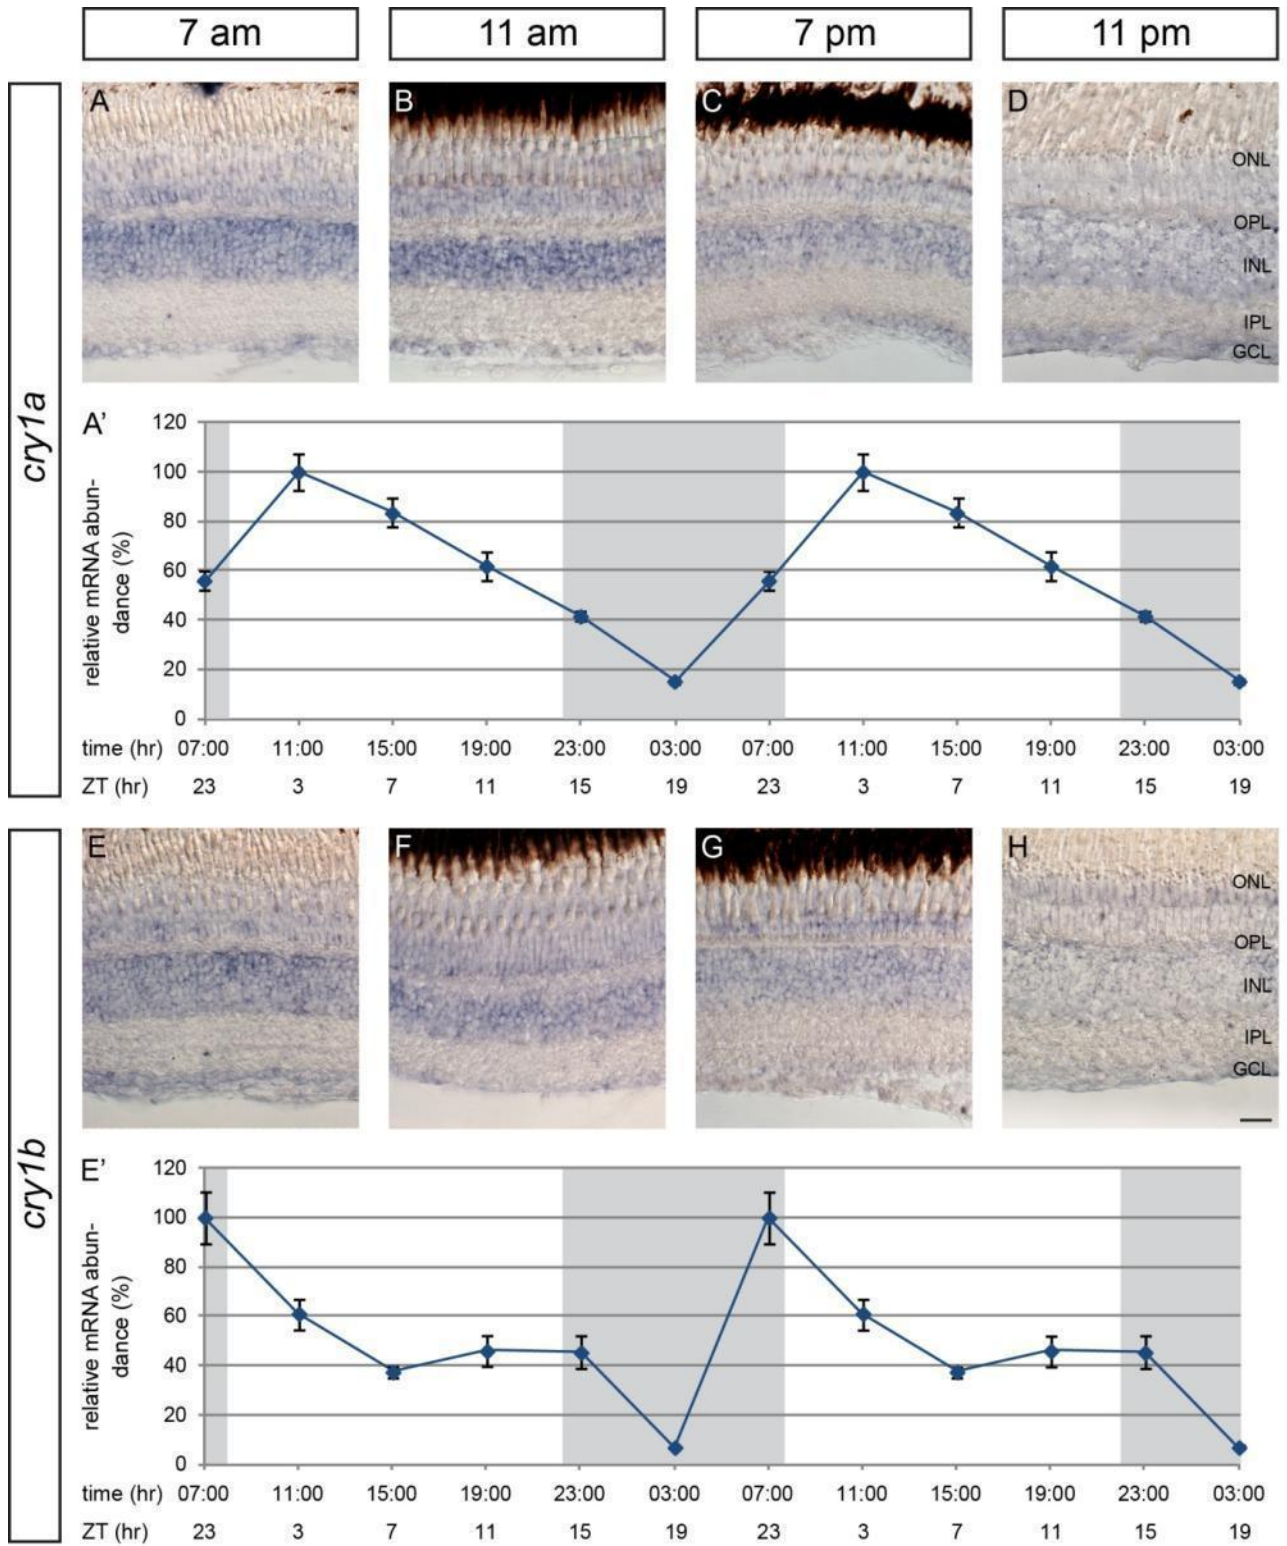 7 am
11 am
7 pm
11 pm
cry1a
A
B
C
D
ONL
OPL
INL
IPL
GCL
A'
relative mRNA abun-
dance (%)
120
100
80
60
40
20
0
time (hr) 07:00 11:00 15:00 19:00 23:00 03:00 07:00 11:00 15:00 19:00 23:00 03:00
ZT (hr) 23 3 7 11 15 19 23 3 7 11 15 19
cry1b
E
F
G
H
ONL
OPL
INL
IPL
GCL
E'
relative mRNA abun-
dance (%)
120
100
80
60
40
20
0
time (hr) 07:00 11:00 15:00 19:00 23:00 03:00 07:00 11:00 15:00 19:00 23:00 03:00
ZT (hr) 23 3 7 11 15 19 23 3 7 11 15 19